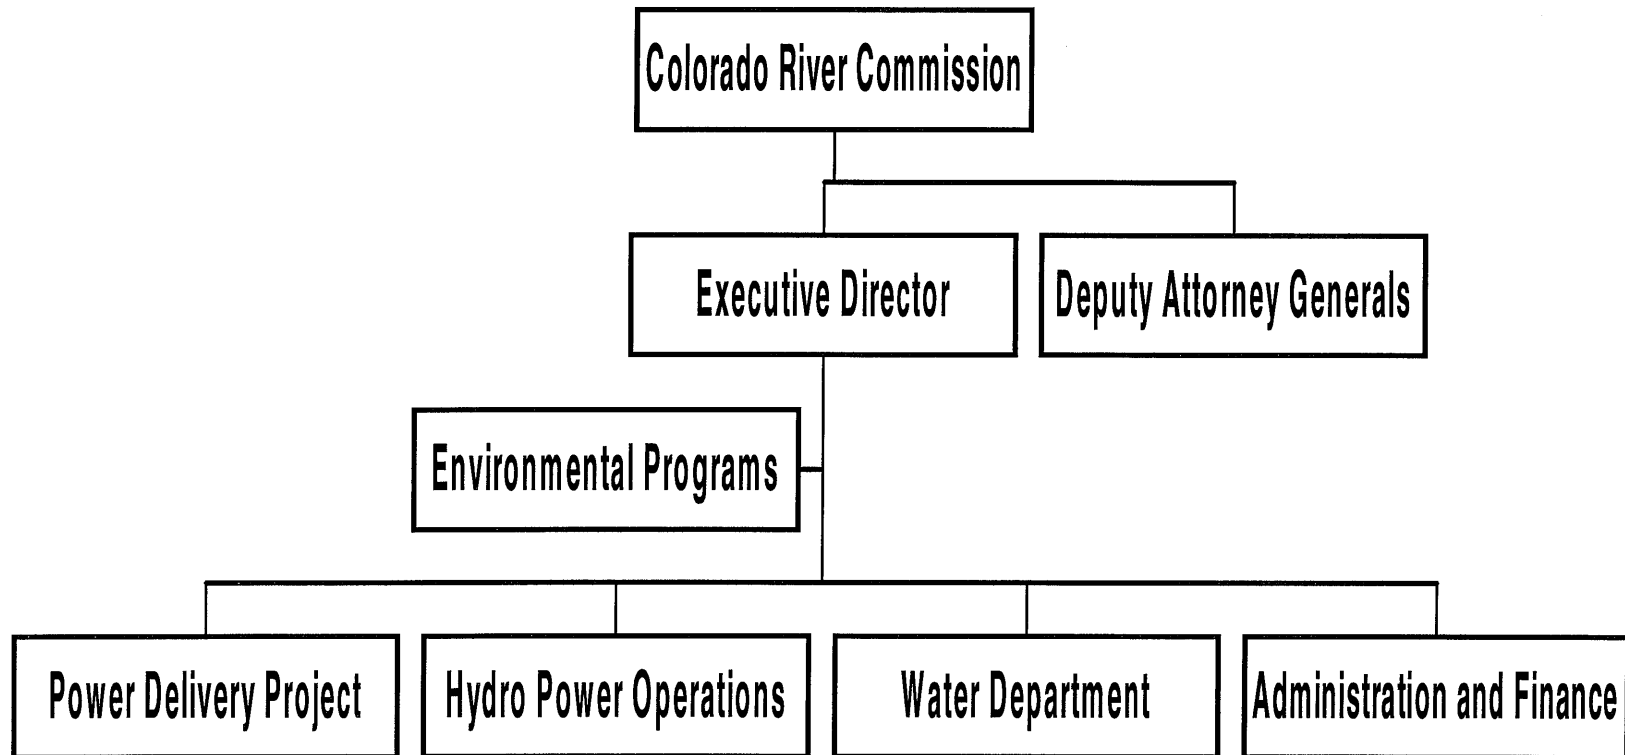 Colorado River Commission
Executive Director
Deputy Attorney Generals
Environmental Programs
Power Delivery Project
Hydro Power Operations
Water Department
Administration and Finance